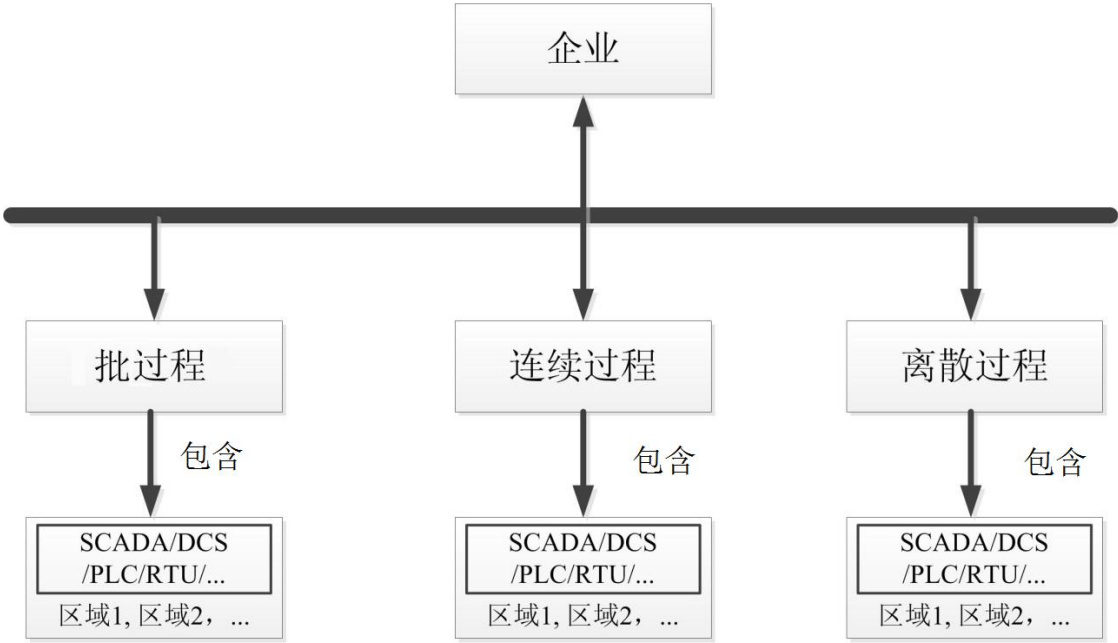 企业
批过程
连续过程
离散过程
包含
包含
包含
SCADA/DCS
/PLC/RTU/...
区域1, 区域2，...
SCADA/DCS
/PLC/RTU/...
区域1, 区域2，...
SCADA/DCS
/PLC/RTU/...
区域1, 区域2，...